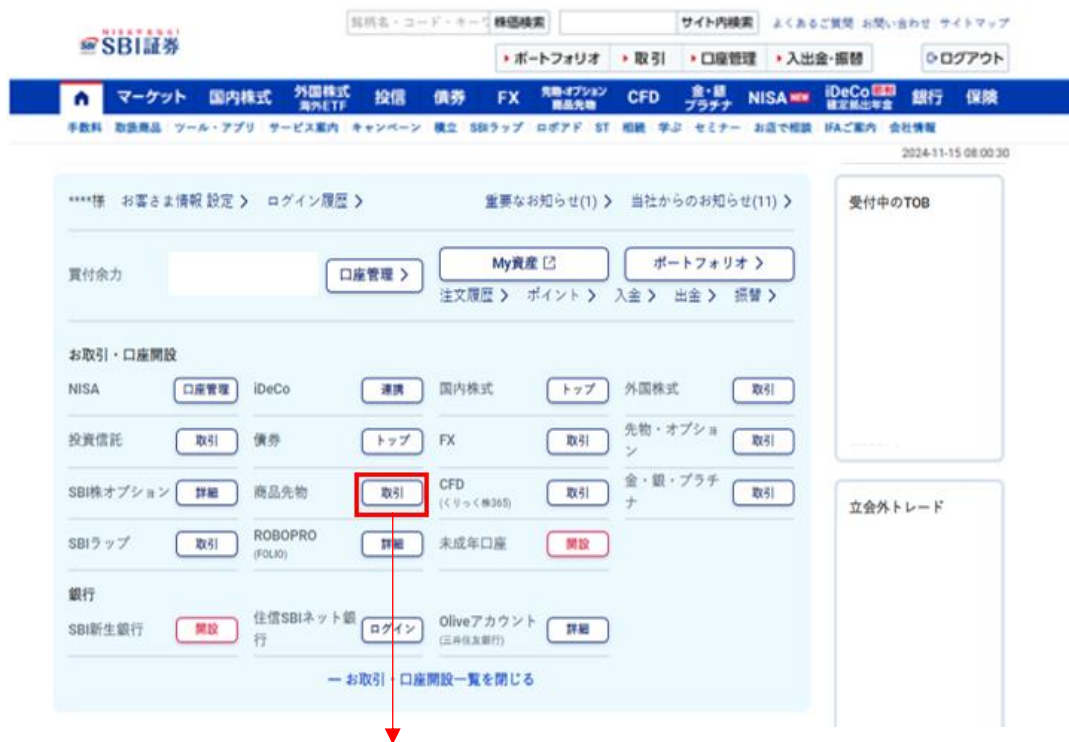 銘柄名・コード・キーワ 株価検索 サイト内検索 よくあるご質問 お問い合わせ サイトマップ
SBI証券
ポートフォリオ 取引 口座管理 入出金・振替 ログアウト
マーケット 国内株式 外国株式 海外ETF 投信 債券 FX 先物・オプション 商品先物 CFD 金・銀 プラチナ NISA NEW iDeCo 確定拠出年金 銀行 保険
手数料 取扱商品 ツール・アプリ サービス案内 キャンペーン 積立 SBIラップ ロボアド ST 相続 学ぶ セミナー お店で相談 IFAご案内 会社情報
2024-11-15 08:00:30
****様 お客さま情報 設定 ログイン履歴 重要なお知らせ(1) 当社からのお知らせ(11)
受付中のTOB
買付余力 口座管理 My資産 ポートフォリオ
注文履歴 ポイント 入金 出金 振替
お取引・口座開設
NISA 口座管理 iDeCo 連携 国内株式 トップ 外国株式 取引
投資信託 取引 債券 トップ FX 取引 先物・オプション 取引
SBI株オプション 詳細 商品先物 取引 CFD (くりっく株365) 取引 金・銀・プラチナ 取引
立会外トレード
SBIラップ 取引 ROBOPRO (FOLIO) 詳細 未成年口座 開設
銀行
SBI新生銀行 開設 住信SBIネット銀行 ログイン Oliveアカウント (三井住友銀行) 詳細
ー お取引・口座開設一覧を閉じる